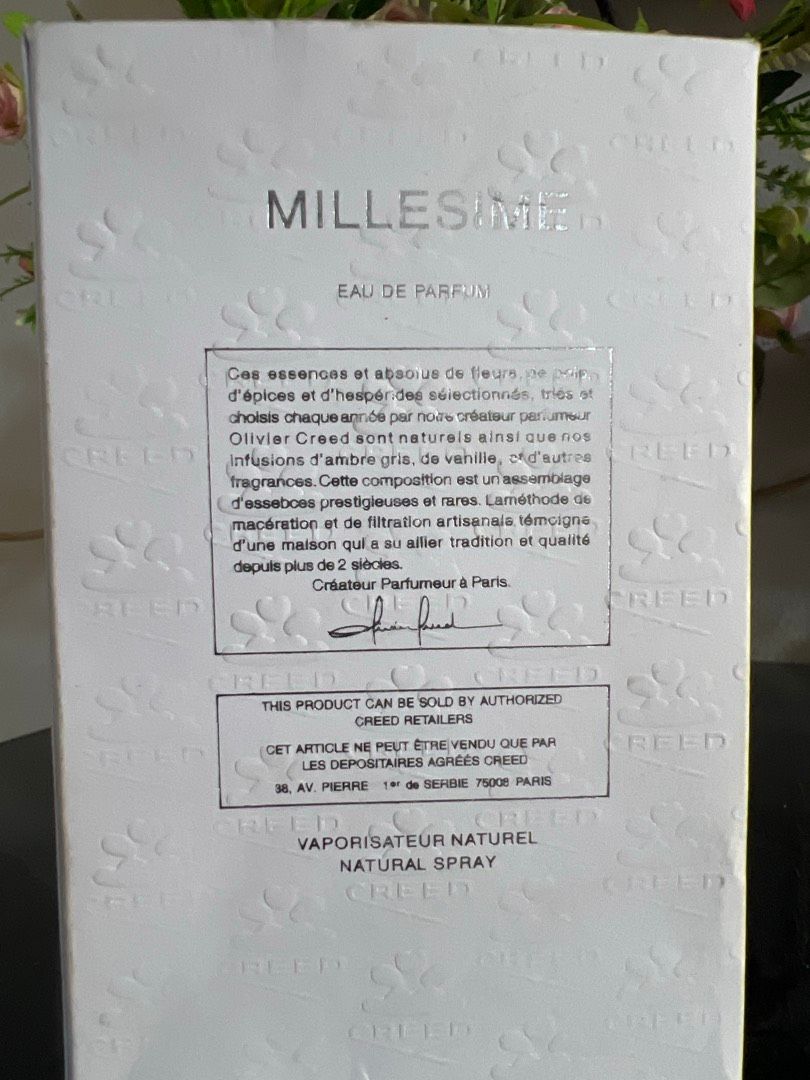 MILLESIME
EAU DE PARFUM
Ces essences et absolus de fleurs,
d'épices et d'hespérides sélectionnés, triés et
choisis chaque année par notre créateur parfumeur
Olivier Creed sont naturels ainsi que nos
infusions d'ambre gris, de vanille, et d'autres
fragrances. Cette composition est un assemblage
d'essebces prestigieuses et rares. Laméthode de
macération et de filtration artisanale témoigne
d'une maison qui a su allier tradition et qualité
depuis plus de 2 siècles.
Créateur Parfumeur à Paris.
THIS PRODUCT CAN BE SOLD BY AUTHORIZED
CREED RETAILERS
CET ARTICLE NE PEUT ÊTRE VENDU QUE PAR
LES DEPOSITAIRES AGRÉÉS CREED
38, AV. PIERRE 1er de SERBIE 75008 PARIS
VAPORISATEUR NATUREL
NATURAL SPRAY
CREED